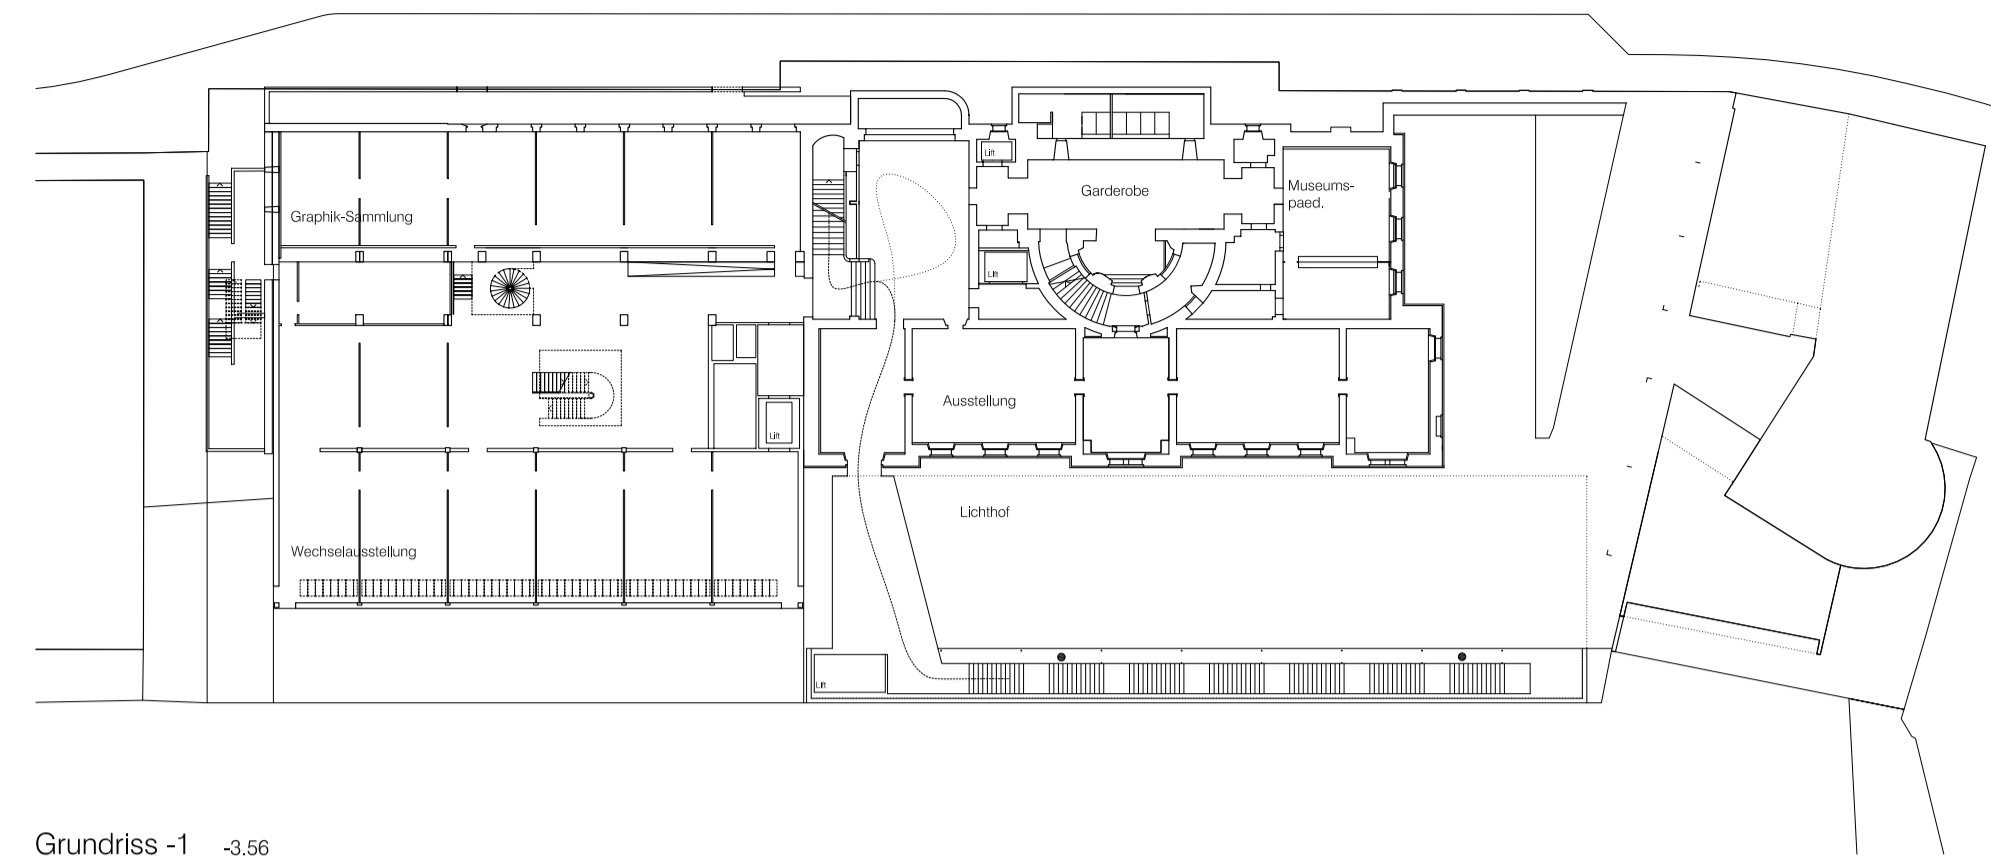 Lift
Garderobe
Museums-
paed.
Graphik-Sammlung
Lift
Ausstellung
Lift
Lichthof
Wechselausstellung
Lift
Grundriss -1 -3.56